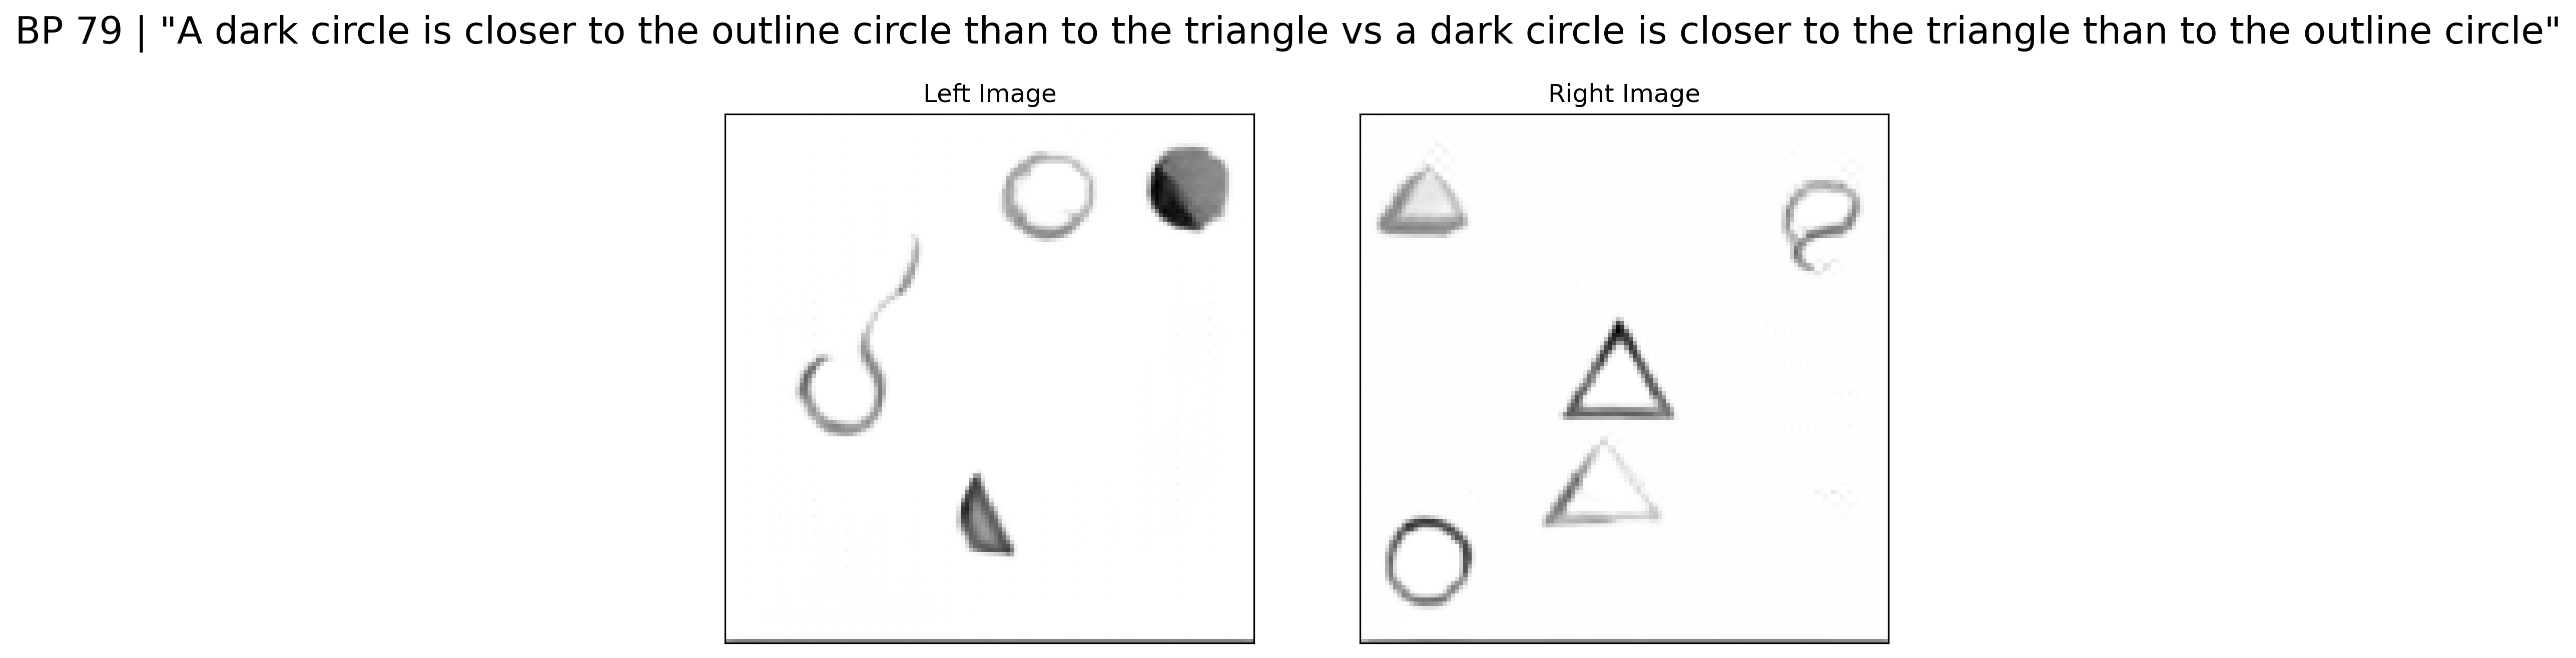 BP 79 | "A dark circle is closer to the outline circle than to the triangle vs a dark circle is closer to the triangle than to the outline circle"
Left Image
Right Image